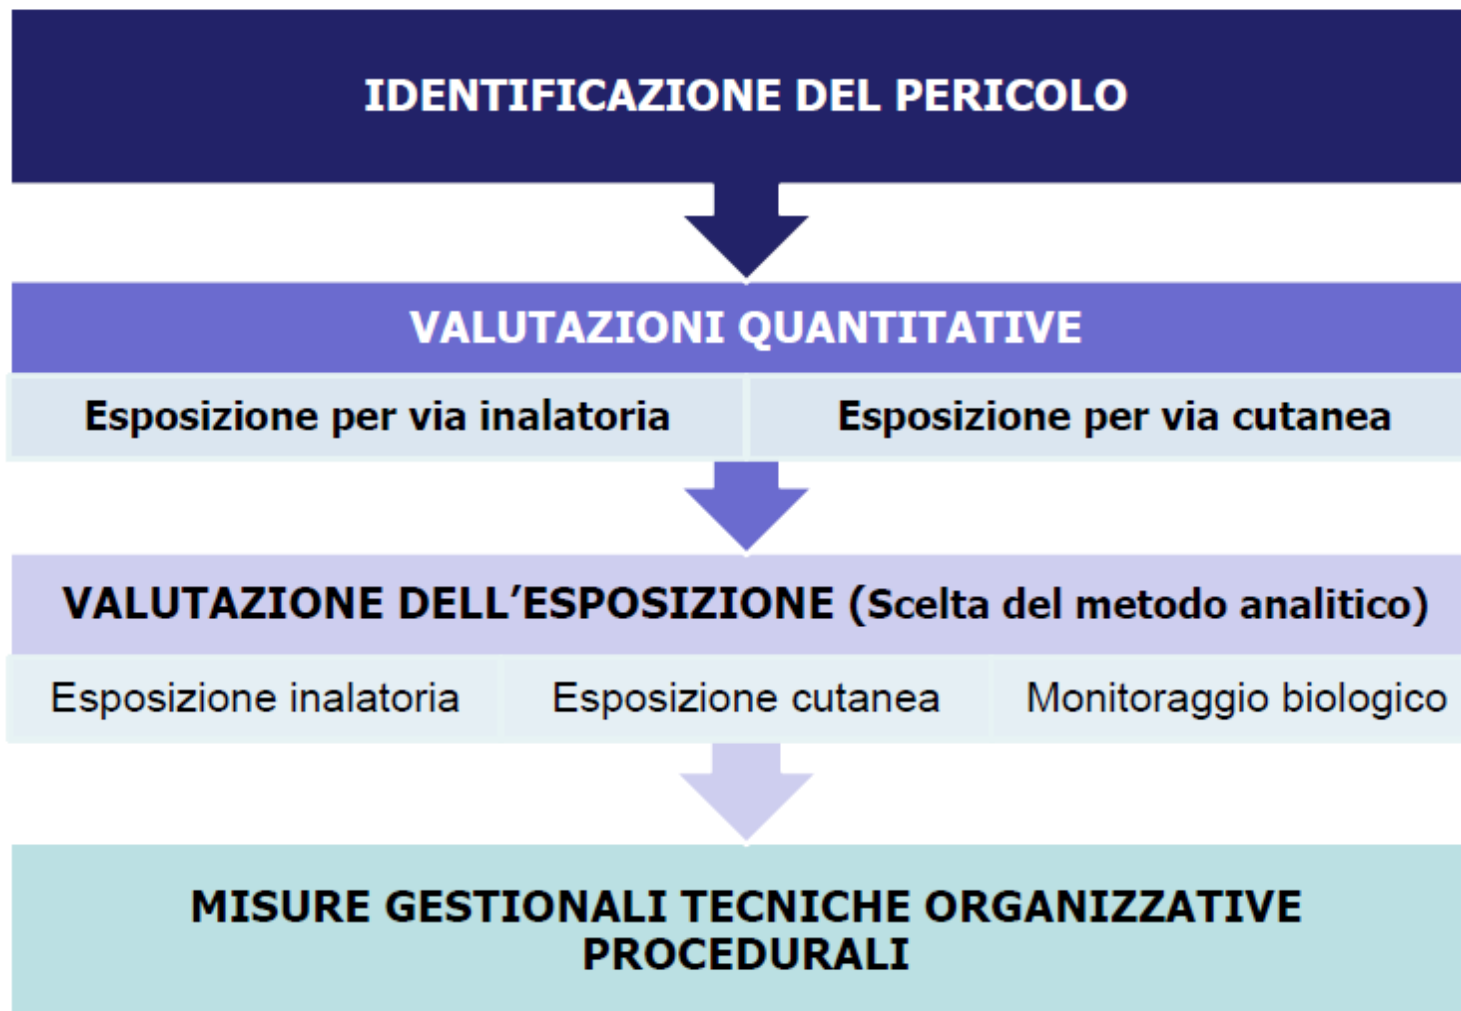 IDENTIFICAZIONE DEL PERICOLO
VALUTAZIONI QUANTITATIVE
Esposizione per via inalatoria
Esposizione per via cutanea
VALUTAZIONE DELL’ESPOSIZIONE (Scelta del metodo analitico)
Esposizione inalatoria
Esposizione cutanea
Monitoraggio biologico
MISURE GESTIONALI TECNICHE ORGANIZZATIVE
PROCEDURALI